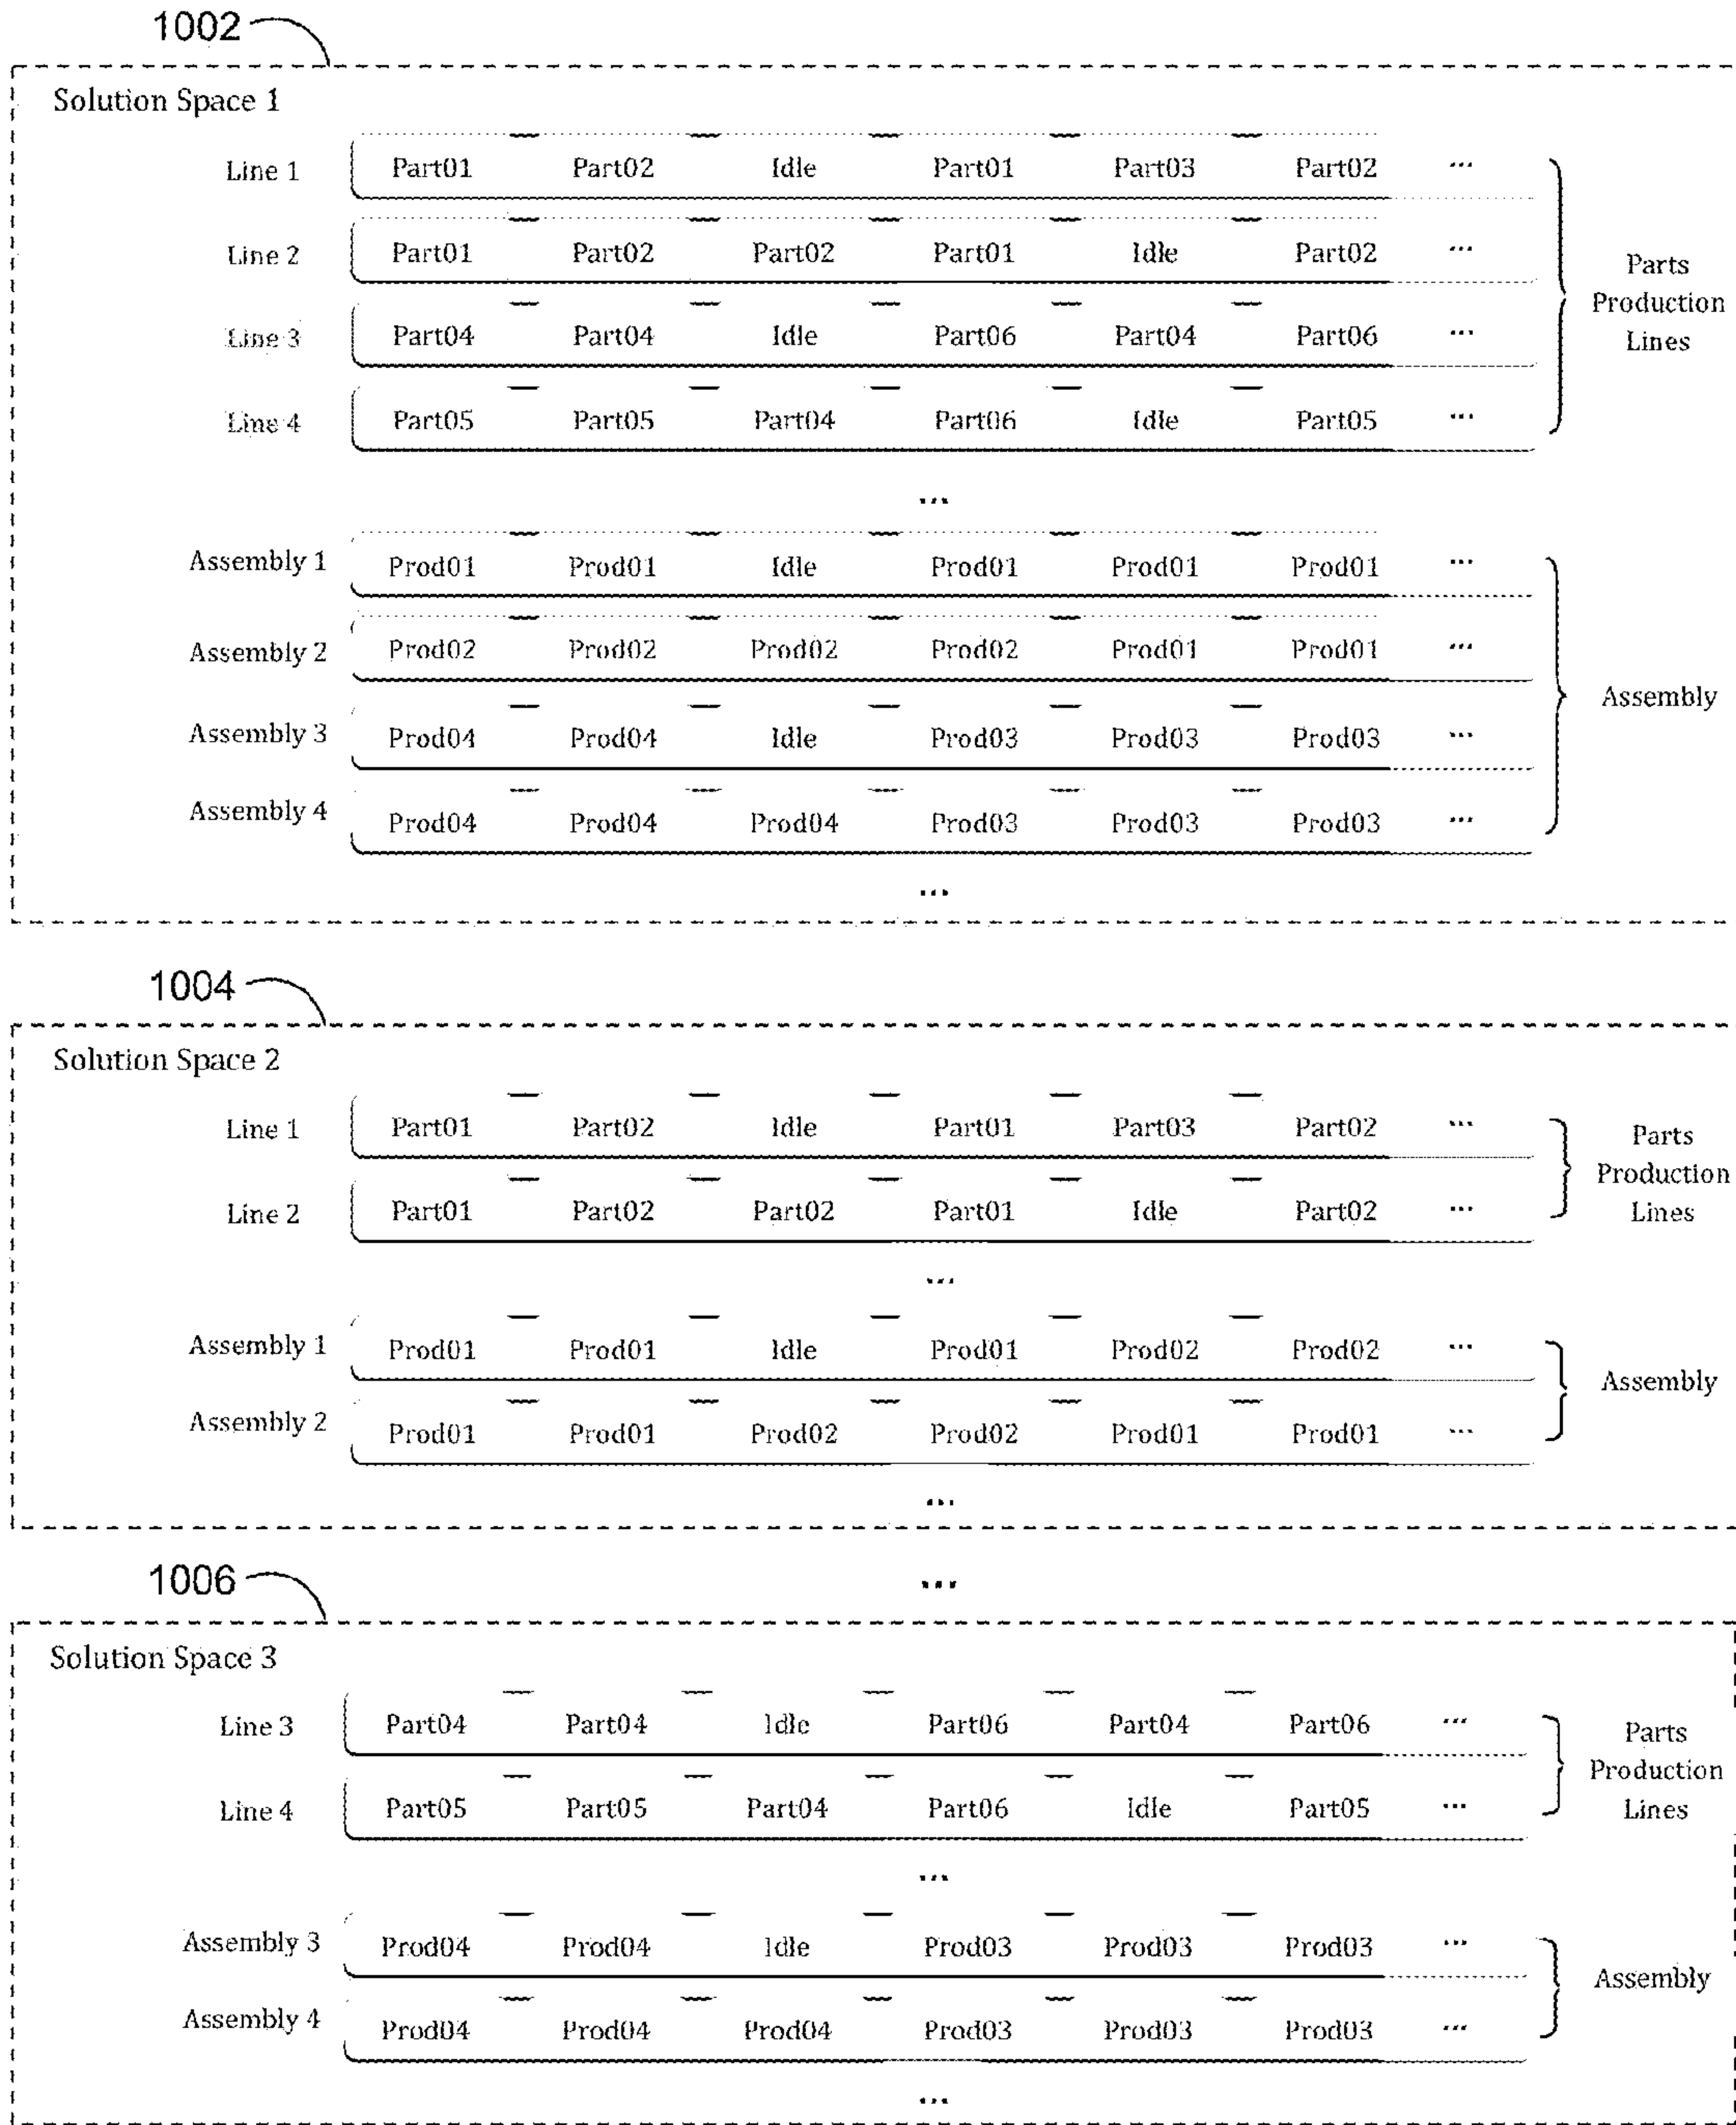 1002
Solution Space 1
Line 1 Part01 Part02 Idle Part01 Part03 Part02 ...
Line 2 Part01 Part02 Part02 Part01 Idle Part02 ...
Line 3 Part04 Part04 Idle Part06 Part04 Part06 ...
Line 4 Part05 Part05 Part04 Part06 Idle Part05 ...
Parts
Production
Lines
...
Assembly 1 Prod01 Prod01 Idle Prod01 Prod01 Prod01 ...
Assembly 2 Prod02 Prod02 Prod02 Prod02 Prod01 Prod01 ...
Assembly 3 Prod04 Prod04 Idle Prod03 Prod03 Prod03 ...
Assembly 4 Prod04 Prod04 Prod04 Prod03 Prod03 Prod03 ...
Assembly
...
1004
Solution Space 2
Line 1 Part01 Part02 Idle Part01 Part03 Part02 ...
Line 2 Part01 Part02 Part02 Part01 Idle Part02 ...
Parts
Production
Lines
...
Assembly 1 Prod01 Prod01 Idle Prod01 Prod02 Prod02 ...
Assembly 2 Prod01 Prod01 Prod02 Prod02 Prod01 Prod01 ...
Assembly
...
1006
...
Solution Space 3
Line 3 Part04 Part04 Idle Part06 Part04 Part06 ...
Line 4 Part05 Part05 Part04 Part06 Idle Part05 ...
Parts
Production
Lines
...
Assembly 3 Prod04 Prod04 Idle Prod03 Prod03 Prod03 ...
Assembly 4 Prod04 Prod04 Prod04 Prod03 Prod03 Prod03 ...
Assembly
...